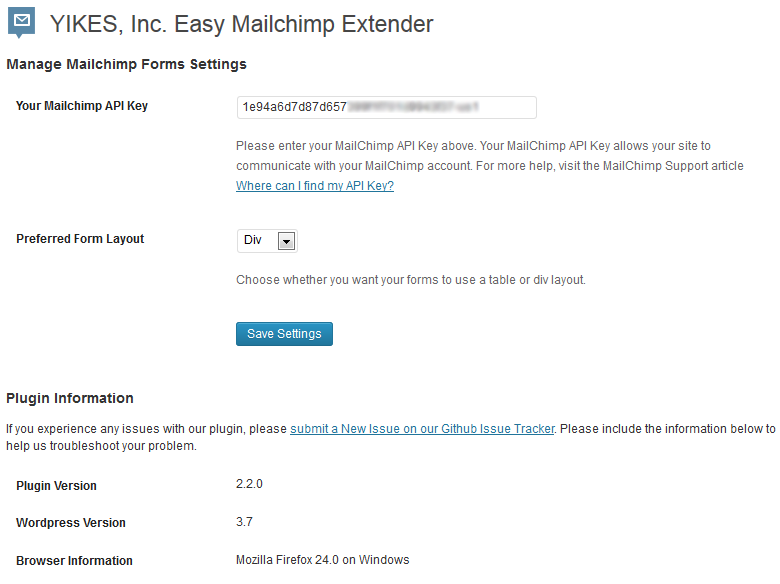 YIKES, Inc. Easy Mailchimp Extender
Manage Mailchimp Forms Settings
Your Mailchimp API Key
1e94a6d7d87d657
Please enter your MailChimp API Key above. Your MailChimp API Key allows your site to
communicate with your MailChimp account. For more help, visit the MailChimp Support article
Where can I find my API Key?
Preferred Form Layout
Div
Choose whether you want your forms to use a table or div layout.
Save Settings
Plugin Information
If you experience any issues with our plugin, please submit a New Issue on our Github Issue Tracker. Please include the information below to
help us troubleshoot your problem.
Plugin Version
2.2.0
Wordpress Version
3.7
Browser Information
Mozilla Firefox 24.0 on Windows